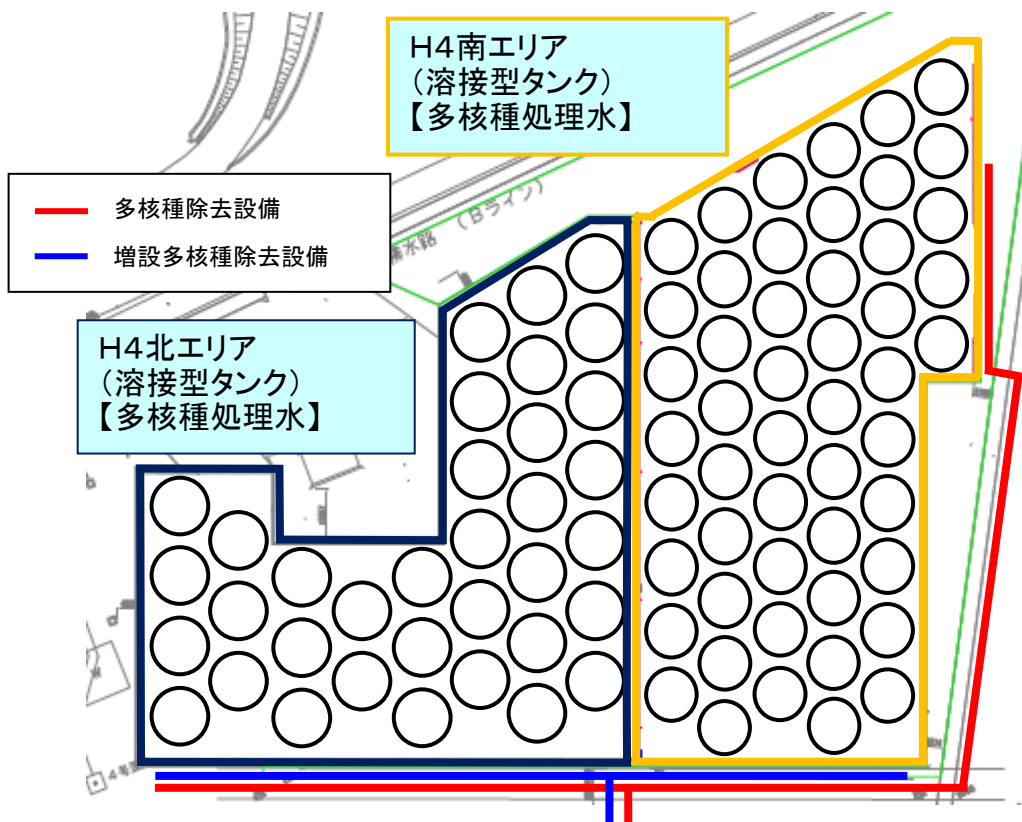 H4南エリア
(溶接型タンク)
【多核種処理水】
多核種除去設備
増設多核種除去設備
(Bライン)
H4北エリア
(溶接型タンク)
【多核種処理水】